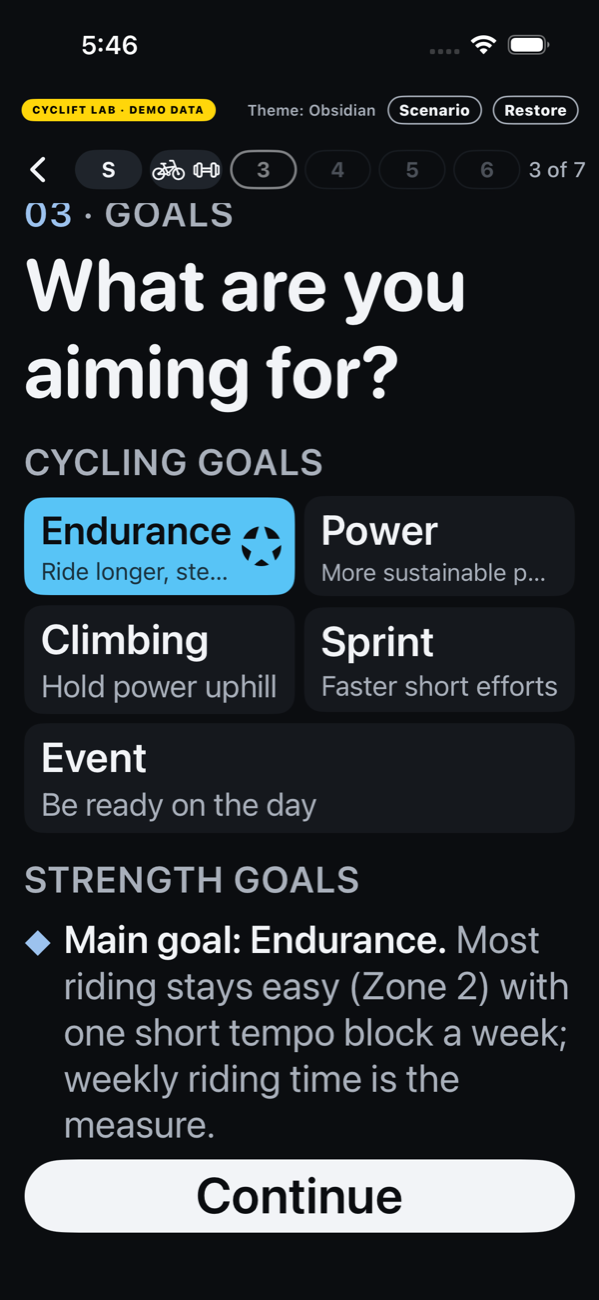 5:46
CYCLIFT LAB · DEMO DATA
Theme: Obsidian
Scenario
Restore
S
3
4
5
6
3 of 7
03 · GOALS
What are you
aiming for?
CYCLING GOALS
Endurance
Ride longer, ste...
Power
More sustainable p...
Climbing
Hold power uphill
Sprint
Faster short efforts
Event
Be ready on the day
STRENGTH GOALS
Main goal: Endurance. Most
riding stays easy (Zone 2) with
one short tempo block a week;
weekly riding time is the
measure.
Continue